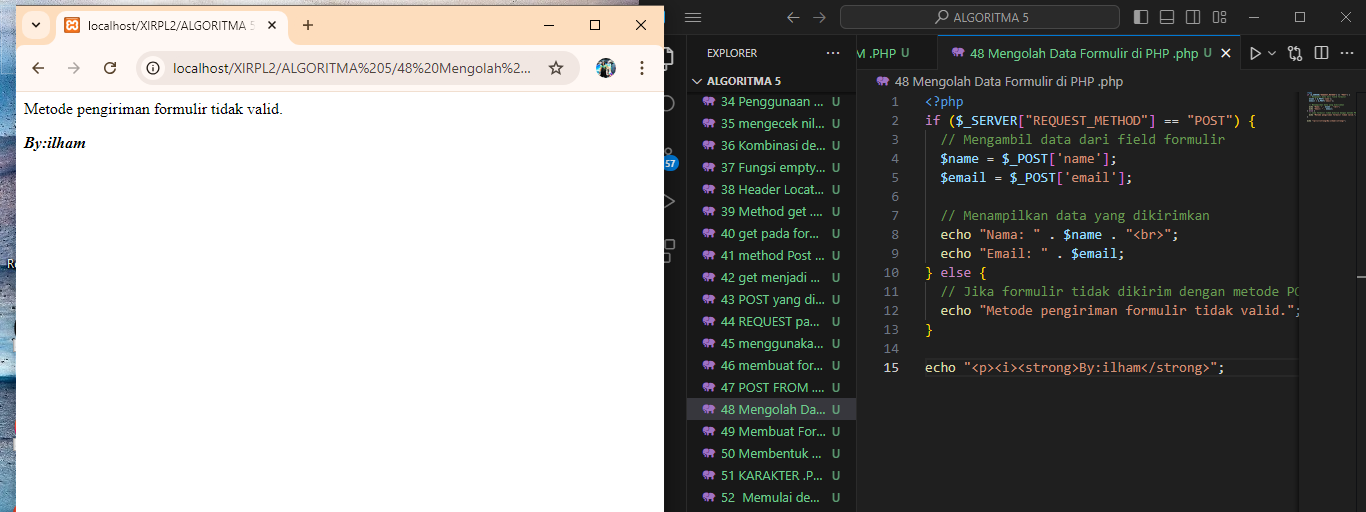 localhost/XIRPL2/ALGORITMA 5
localhost/XIRPL2/ALGORITMA%205/48%20Mengolah%2...
Metode pengiriman formulir tidak valid.
By:ilham
57
ALGORITMA 5
EXPLORER
ALGORITMA 5
34 Penggunaan ... U
35 mengecek nil... U
36 Kombinasi de... U
37 Fungsi empty... U
38 Header Locat... U
39 Method get .... U
40 get pada for... U
41 method Post ... U
42 get menjadi ... U
43 POST yang di... U
44 REQUEST pa... U
45 menggunaka... U
46 membuat for... U
47 POST FROM .... U
48 Mengolah Da... U
49 Membuat For... U
50 Membentuk ... U
51 KARAKTER .P... U
52 Memulai de... U
M .PHP U
48 Mengolah Data Formulir di PHP .php U
48 Mengolah Data Formulir di PHP .php
1 <?php
2 if ($_SERVER["REQUEST_METHOD"] == "POST") {
3 // Mengambil data dari field formulir
4 $name = $_POST['name'];
5 $email = $_POST['email'];
6
7 // Menampilkan data yang dikirimkan
8 echo "Nama: " . $name . "<br>";
9 echo "Email: " . $email;
10 } else {
11 // Jika formulir tidak dikirim dengan metode PO
12 echo "Metode pengiriman formulir tidak valid.";
13 }
14
15 echo "<p><i><strong>By:ilham</strong>";